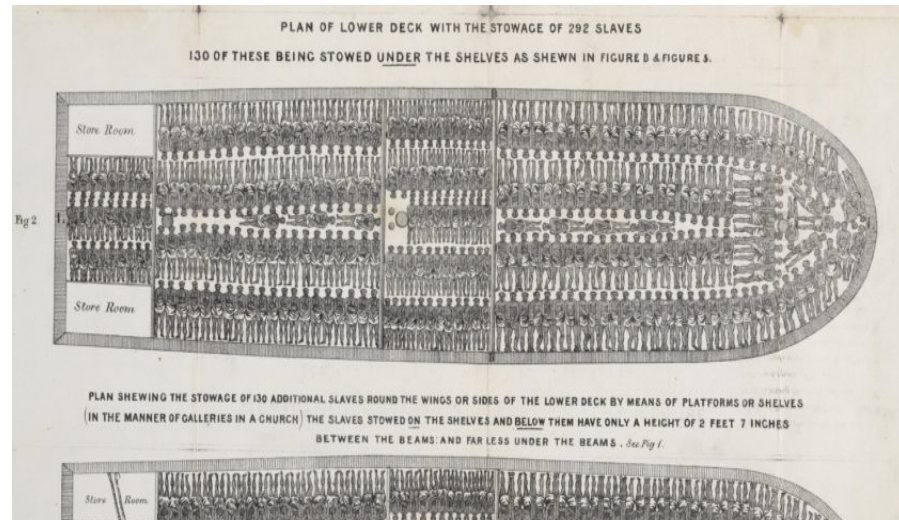 PLAN OF LOWER DECK WITH THE STOWAGE OF 292 SLAVES
130 OF THESE BEING STOWED UNDER THE SHELVES AS SHEWN IN FIGURE D & FIGURE 5.
Store Room
Fig 2.
Store Room
PLAN SHEWING THE STOWAGE OF 130 ADDITIONAL SLAVES ROUND THE WINGS OR SIDES OF THE LOWER DECK BY MEANS OF PLATFORMS OR SHELVES
(IN THE MANNER OF GALLERIES IN A CHURCH) THE SLAVES STOWED ON THE SHELVES AND BELOW THEM HAVE ONLY A HEIGHT OF 2 FEET 7 INCHES
BETWEEN THE BEAMS: AND FAR LESS UNDER THE BEAMS. See Fig 1.
Store Room